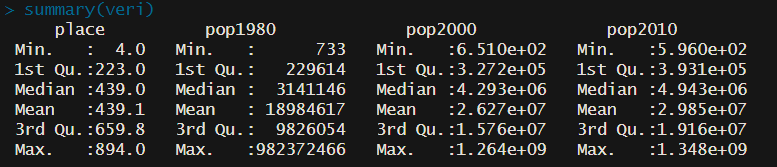 > summary(veri)
     place          pop1980             pop2000             pop2010
 Min.   :  4.0   Min.   :      733   Min.   :6.510e+02   Min.   :5.960e+02
 1st Qu.:223.0   1st Qu.:   229614   1st Qu.:3.272e+05   1st Qu.:3.931e+05
 Median :439.0   Median :  3141146   Median :4.293e+06   Median :4.943e+06
 Mean   :439.1   Mean   : 18984617   Mean   :2.627e+07   Mean   :2.985e+07
 3rd Qu.:659.8   3rd Qu.:  9826054   3rd Qu.:1.576e+07   3rd Qu.:1.916e+07
 Max.   :894.0   Max.   :982372466   Max.   :1.264e+09   Max.   :1.348e+09